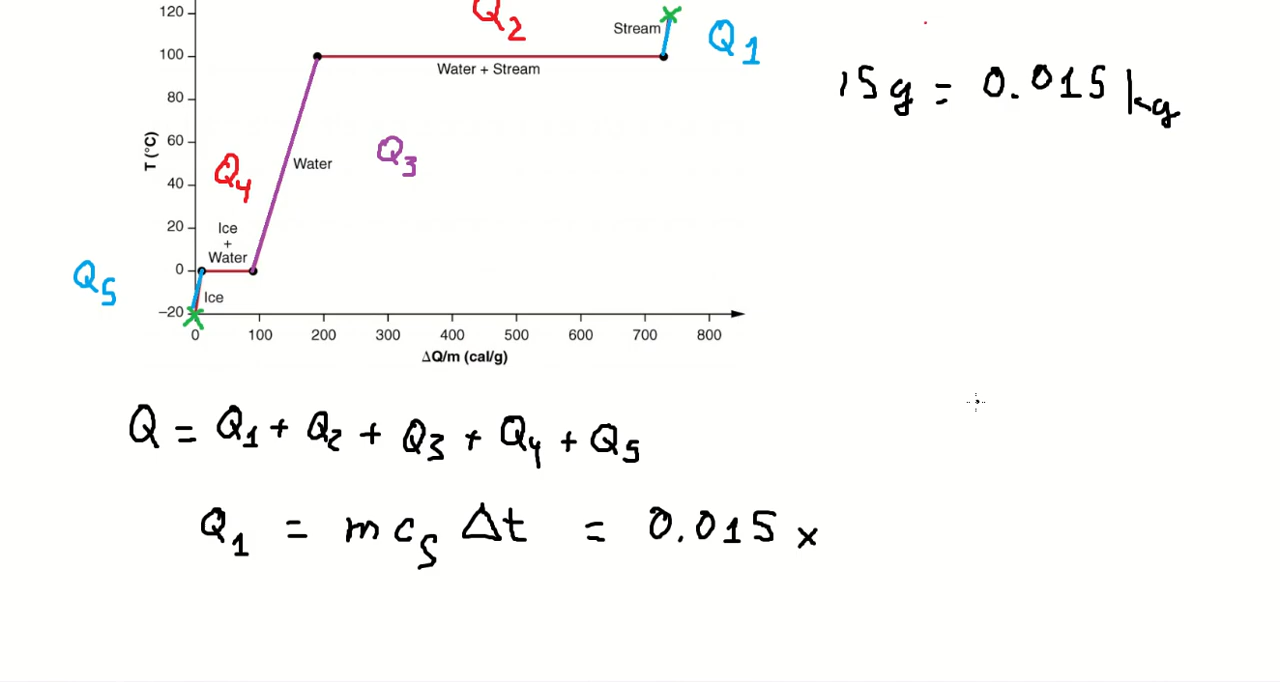 120
Q2
Stream
Q1
100
Water + Stream
15g = 0.015 kg
80
T (°C)
60
Q3
Water
Q4
40
20
Ice
+
Water
0
Q5
Ice
–20
0 100 200 300 400 500 600 700 800
ΔQ/m (cal/g)
Q = Q1 + Q2 + Q3 + Q4 + Q5
Q1 = m cs Δt = 0.015 ×